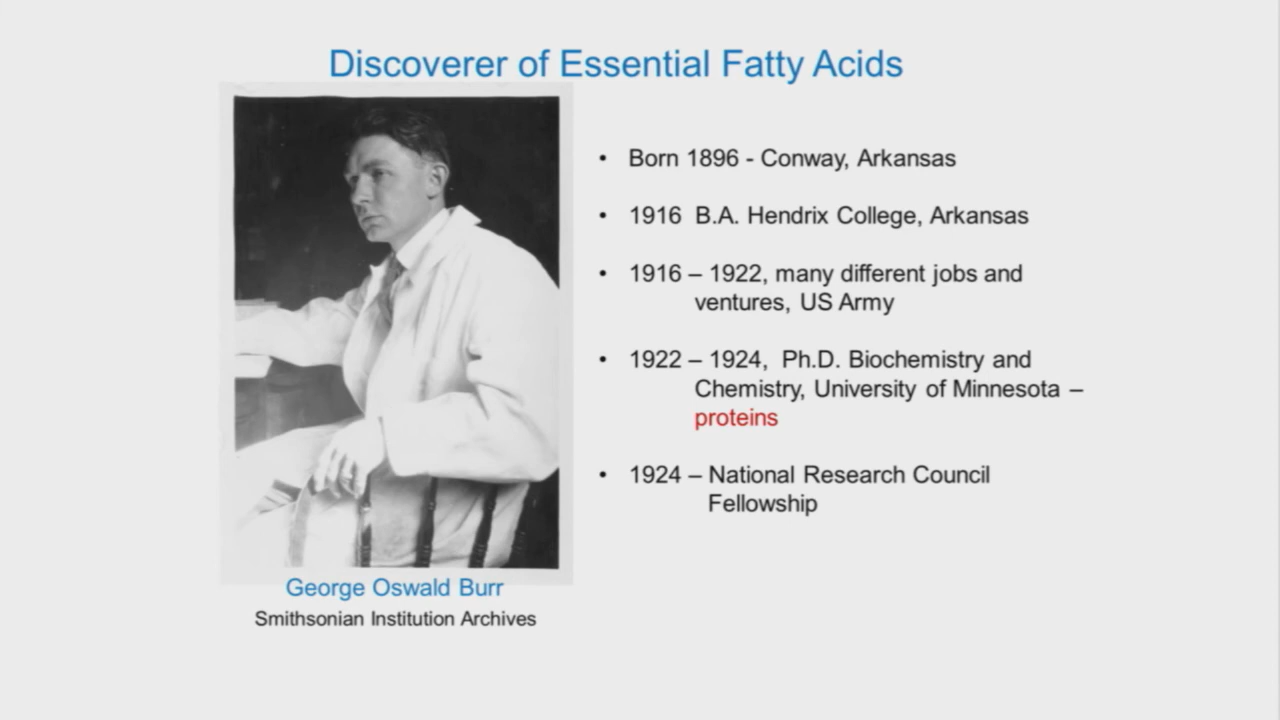 Discoverer of Essential Fatty Acids
• Born 1896 - Conway, Arkansas
• 1916 B.A. Hendrix College, Arkansas
• 1916 – 1922, many different jobs and
ventures, US Army
• 1922 – 1924, Ph.D. Biochemistry and
Chemistry, University of Minnesota –
proteins
• 1924 – National Research Council
Fellowship
George Oswald Burr
Smithsonian Institution Archives